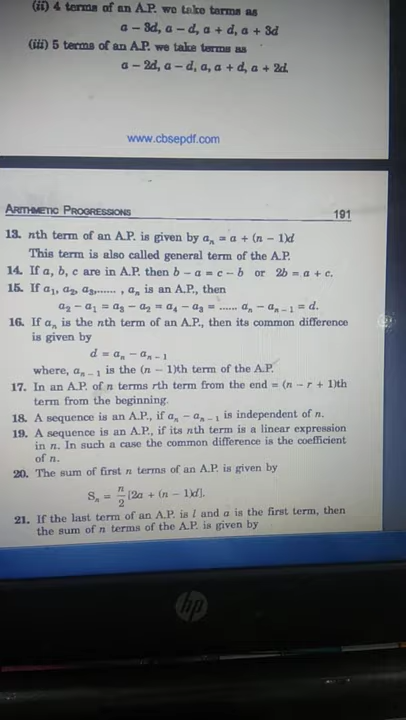 (ii) 4 terms of an A.P. we take terms as
a – 3d, a – d, a + d, a + 3d
(iii) 5 terms of an A.P. we take terms as
a – 2d, a – d, a, a + d, a + 2d.
www.cbsepdf.com
ARITHMETIC PROGRESSIONS 191
13. nth term of an A.P. is given by aₙ = a + (n – 1)d
This term is also called general term of the A.P.
14. If a, b, c are in A.P. then b – a = c – b or 2b = a + c.
15. If a₁, a₂, a₃,......, aₙ is an A.P., then
a₂ – a₁ = a₃ – a₂ = a₄ – a₃ = ...... aₙ – aₙ₋₁ = d.
16. If aₙ is the nth term of an A.P., then its common difference
is given by
d = aₙ – aₙ₋₁
where, aₙ₋₁ is the (n – 1)th term of the A.P.
17. In an A.P. of n terms rth term from the end = (n – r + 1)th
term from the beginning.
18. A sequence is an A.P., if aₙ – aₙ₋₁ is independent of n.
19. A sequence is an A.P., if its nth term is a linear expression
in n. In such a case the common difference is the coefficient
of n.
20. The sum of first n terms of an A.P. is given by
Sₙ = n/2 [2a + (n – 1)d].
21. If the last term of an A.P. is l and a is the first term, then
the sum of n terms of the A.P. is given by
hp